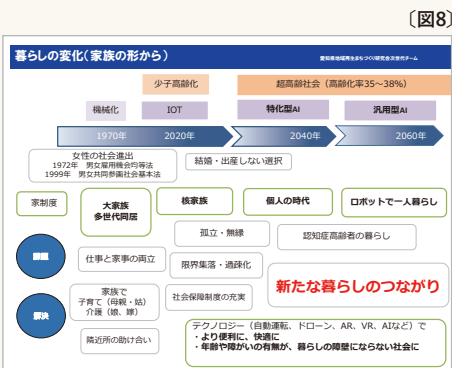 〔図8〕
暮らしの変化（家族の形から）
愛知県地域再生まちづくり研究会次世代チーム
少子高齢化
超高齢社会（高齢化率35～38%）
機械化
IOT
特化型AI
汎用型AI
1970年
2020年
2040年
2060年
女性の社会進出
1972年　男女雇用機会均等法
1999年　男女共同参画社会基本法
結婚・出産しない選択
家制度
大家族
多世代同居
核家族
個人の時代
ロボットで一人暮らし
孤立・無縁
認知症高齢者の暮らし
課題
仕事と家事の両立
限界集落・過疎化
新たな暮らしのつながり
解決
家族で
子育て（母親・姑）
介護（娘、嫁）
社会保障制度の充実
隣近所の助け合い
テクノロジー（自動運転、ドローン、AR、VR、AIなど）で
・より便利に、快適に
・年齢や障がいの有無が、暮らしの障壁にならない社会に